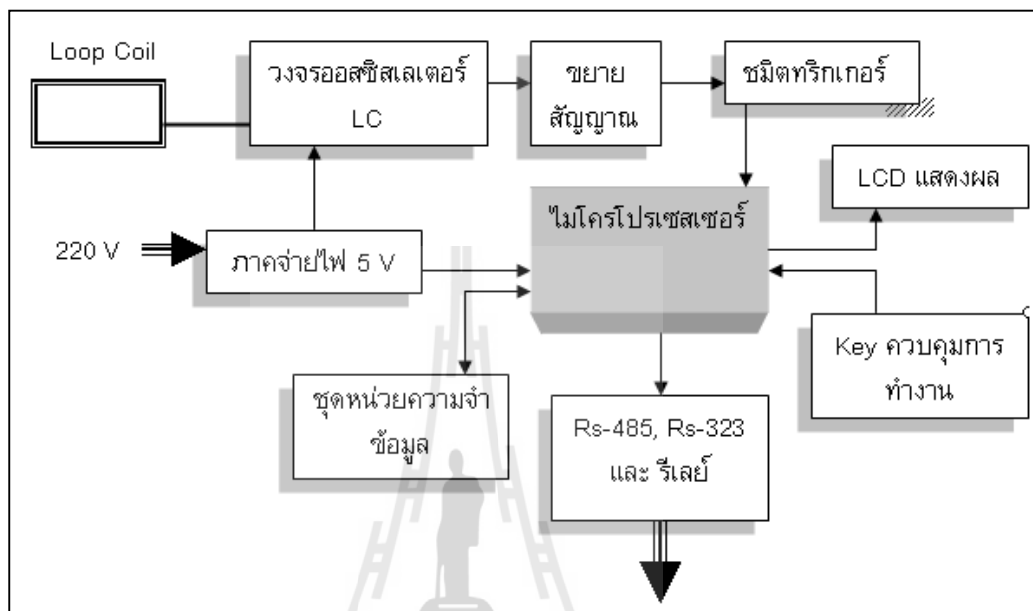 Loop Coil
วงจรออสซิสเลเตอร์
LC
ขยาย
สัญญาณ
ชมิตทริกเกอร์
LCD แสดงผล
ไมโครโปรเซสเซอร์
220 V
ภาคจ่ายไฟ 5 V
Key ควบคุมการ
ทำงาน
ชุดหน่วยความจำ
ข้อมูล
Rs-485, Rs-323
และ รีเลย์